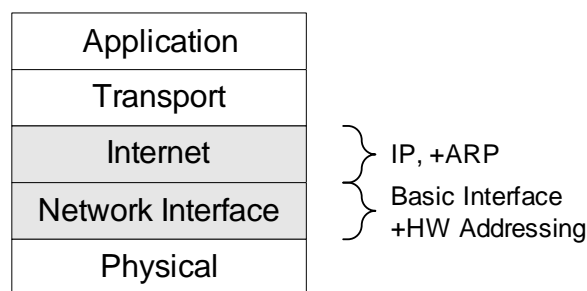 Application
Transport
Internet
IP, +ARP
Network Interface
Basic Interface
+HW Addressing
Physical